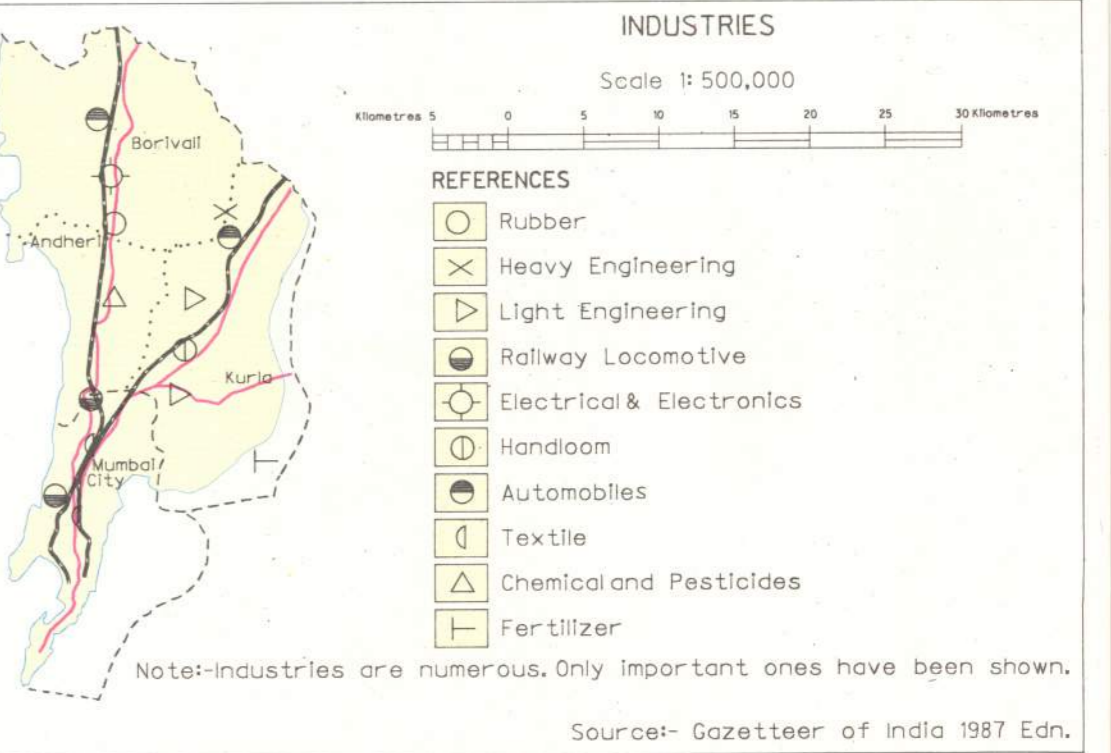 INDUSTRIES
Scale 1: 500,000
Kilometres 5 0 5 10 15 20 25 30 Kilometres
REFERENCES
Rubber
Heavy Engineering
Light Engineering
Railway Locomotive
Electrical & Electronics
Handloom
Automobiles
Textile
Chemical and Pesticides
Fertilizer
Borivali
Andheri
Kurla
Mumbai
City
Note:-Industries are numerous. Only important ones have been shown.
Source:- Gazetteer of India 1987 Edn.